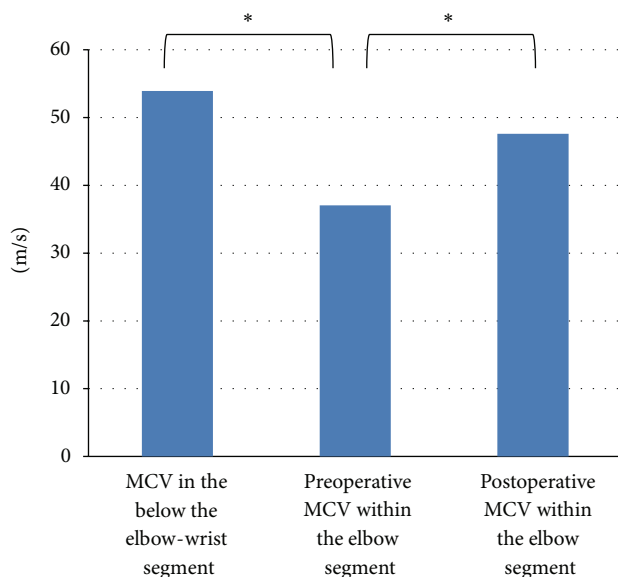 *
*
60
50
40
30
20
10
0
(m/s)
MCV in the
below the
elbow-wrist
segment
Preoperative
MCV within
the elbow
segment
Postoperative
MCV within
the elbow
segment